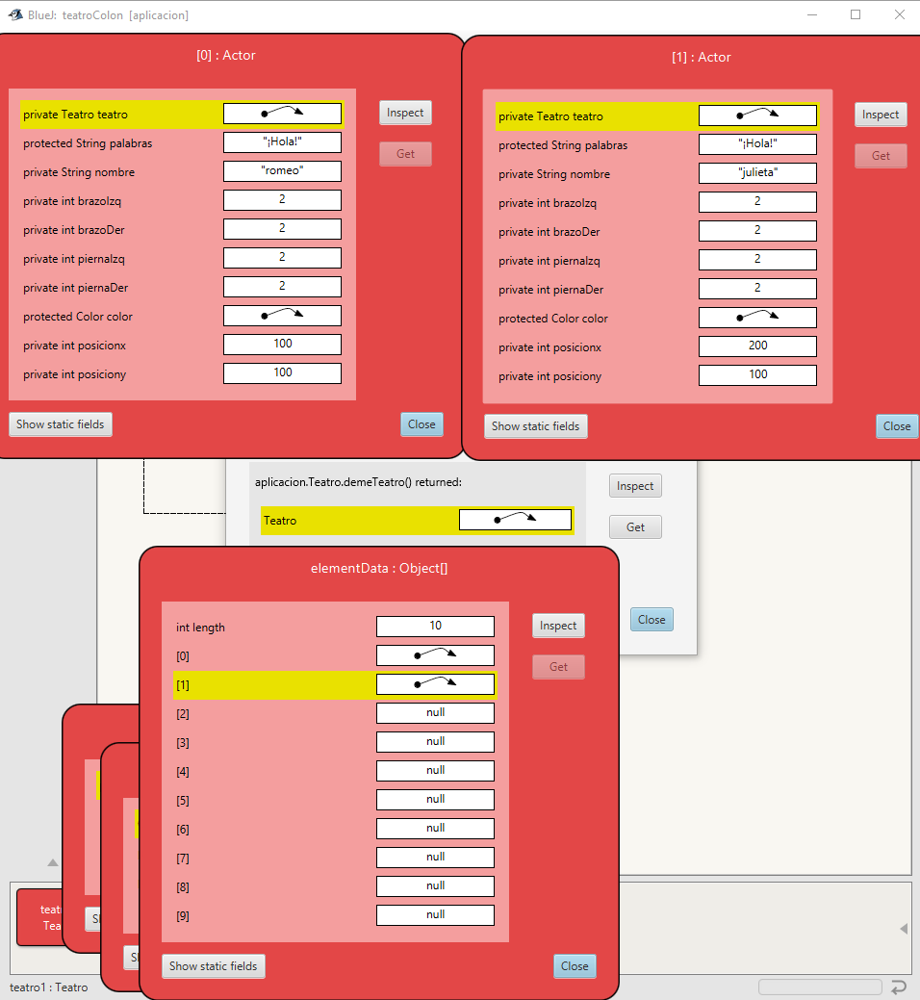 BlueJ: teatroColon [aplicacion]
[0] : Actor
private Teatro teatro
Inspect
protected String palabras "¡Hola!"
Get
private String nombre "romeo"
private int brazoIzq 2
private int brazoDer 2
private int piernaIzq 2
private int piernaDer 2
protected Color color
private int posicionx 100
private int posiciony 100
Show static fields
Close
[1] : Actor
private Teatro teatro
Inspect
protected String palabras "¡Hola!"
Get
private String nombre "julieta"
private int brazoIzq 2
private int brazoDer 2
private int piernaIzq 2
private int piernaDer 2
protected Color color
private int posicionx 200
private int posiciony 100
Show static fields
Close
aplicacion.Teatro.demeTeatro() returned:
Inspect
Teatro
Get
Close
elementData : Object[]
int length 10
Inspect
[0]
Get
[1]
[2] null
[3] null
[4] null
[5] null
[6] null
[7] null
[8] null
[9] null
Show static fields
Close
teat
Tea
S
Sl
teatro1 : Teatro